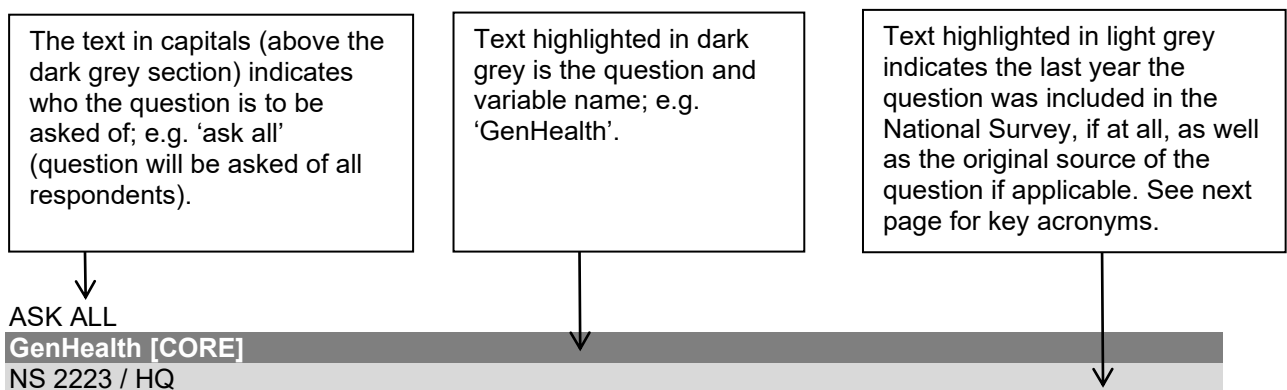 The text in capitals (above the
dark grey section) indicates
who the question is to be
asked of; e.g. ‘ask all’
(question will be asked of all
respondents).
Text highlighted in dark
grey is the question and
variable name; e.g.
‘GenHealth’.
Text highlighted in light grey
indicates the last year the
question was included in the
National Survey, if at all, as well
as the original source of the
question if applicable. See next
page for key acronyms.
ASK ALL
GenHealth [CORE]
NS 2223 / HQ